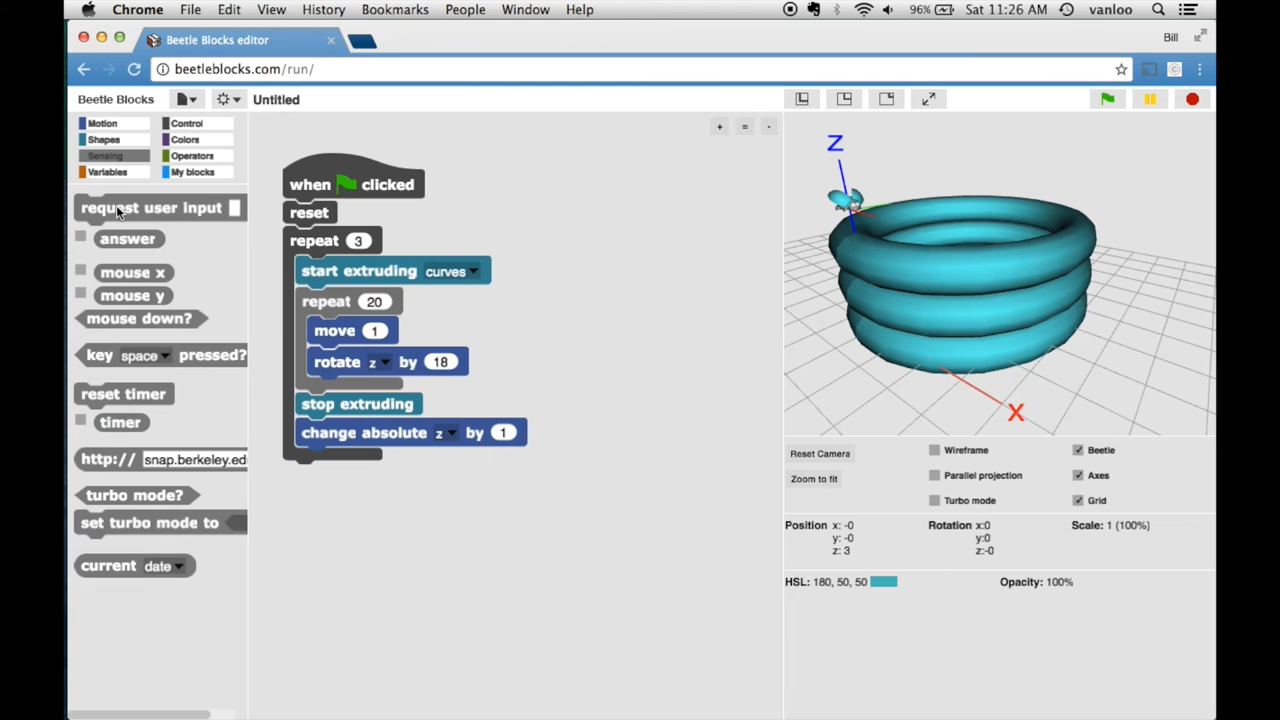 Chrome File Edit View History Bookmarks People Window Help 96% Sat 11:26 AM vanloo
Beetle Blocks editor Bill
beetleblocks.com/run/
Beetle Blocks Untitled
Motion Control
Shapes Colors
Sensing Operators
Variables My blocks
+ = -
request user input
answer
mouse x
mouse y
mouse down?
key space pressed?
reset timer
timer
http:// snap.berkeley.ed
turbo mode?
set turbo mode to
current date
when clicked
reset
repeat 3
start extruding curves
repeat 20
move 1
rotate z by 18
stop extruding
change absolute z by 1
Z
X
Reset Camera Wireframe Beetle
Parallel projection Axes
Zoom to fit
Turbo mode Grid
Position x: -0 Rotation x:0 Scale: 1 (100%)
y: -0 y:0
z: 3 z:-0
HSL: 180, 50, 50 Opacity: 100%